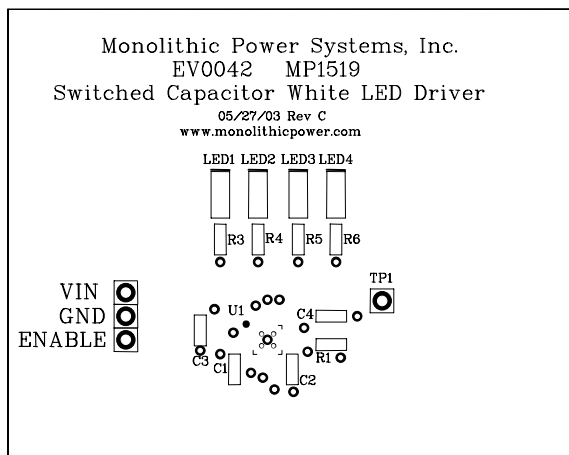 Monolithic Power Systems, Inc.
EV0042 MP1519
Switched Capacitor White LED Driver
05/27/03 Rev C
www.monolithicpower.com
LED1 LED2 LED3 LED4
R3 R4 R5 R6
TP1
VIN
GND
ENABLE
U1
C4
C3
C1
C2
R1